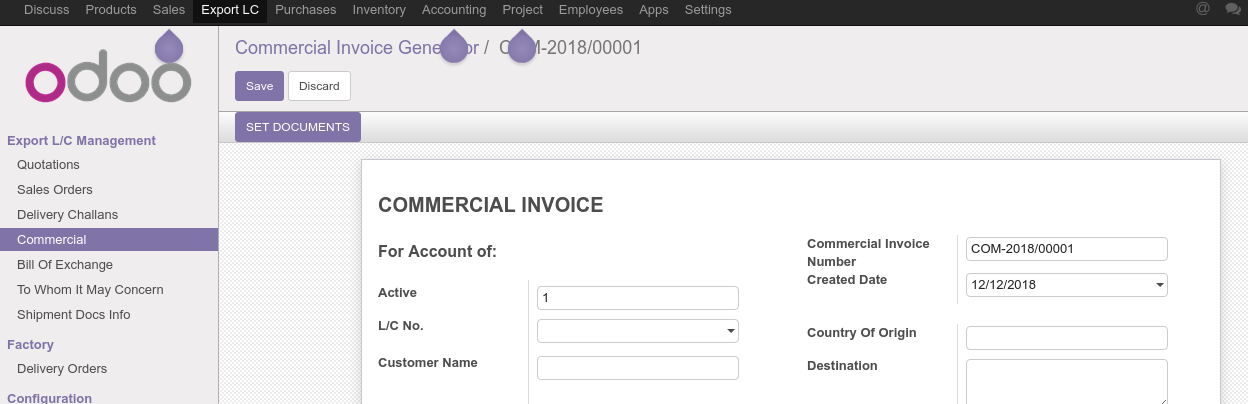 Discuss Products Sales Export LC Purchases Inventory Accounting Project Employees Apps Settings @
odoo
Commercial Invoice Gene or / C M-2018/00001
Save Discard
SET DOCUMENTS
Export L/C Management
Quotations
Sales Orders
Delivery Challans
Commercial
Bill Of Exchange
To Whom It May Concern
Shipment Docs Info
Factory
Delivery Orders
Configuration
COMMERCIAL INVOICE
For Account of:
Active 1
L/C No.
Customer Name
Commercial Invoice
Number COM-2018/00001
Created Date 12/12/2018
Country Of Origin
Destination